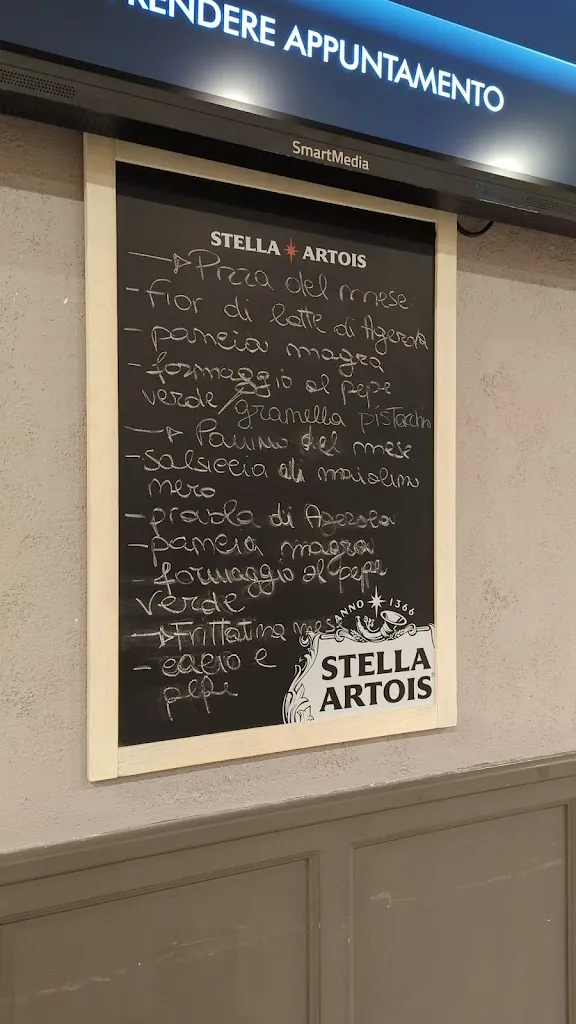 RENDERE APPUNTAMENTO
SmartMedia
STELLA ARTOIS
→ Pizza del mese:
- Fior di latte di Agerola
- pancia magra
- formaggio al pepe
verde/granella pistacchio
→ Panino del mese
- salsiccia di maialino
nero
- provola di Agerola
- pancia magra
formaggio al pepe
verde
→ Frittatina mese
- cacio e
pepe
ANNO 1366
STELLA
ARTOIS